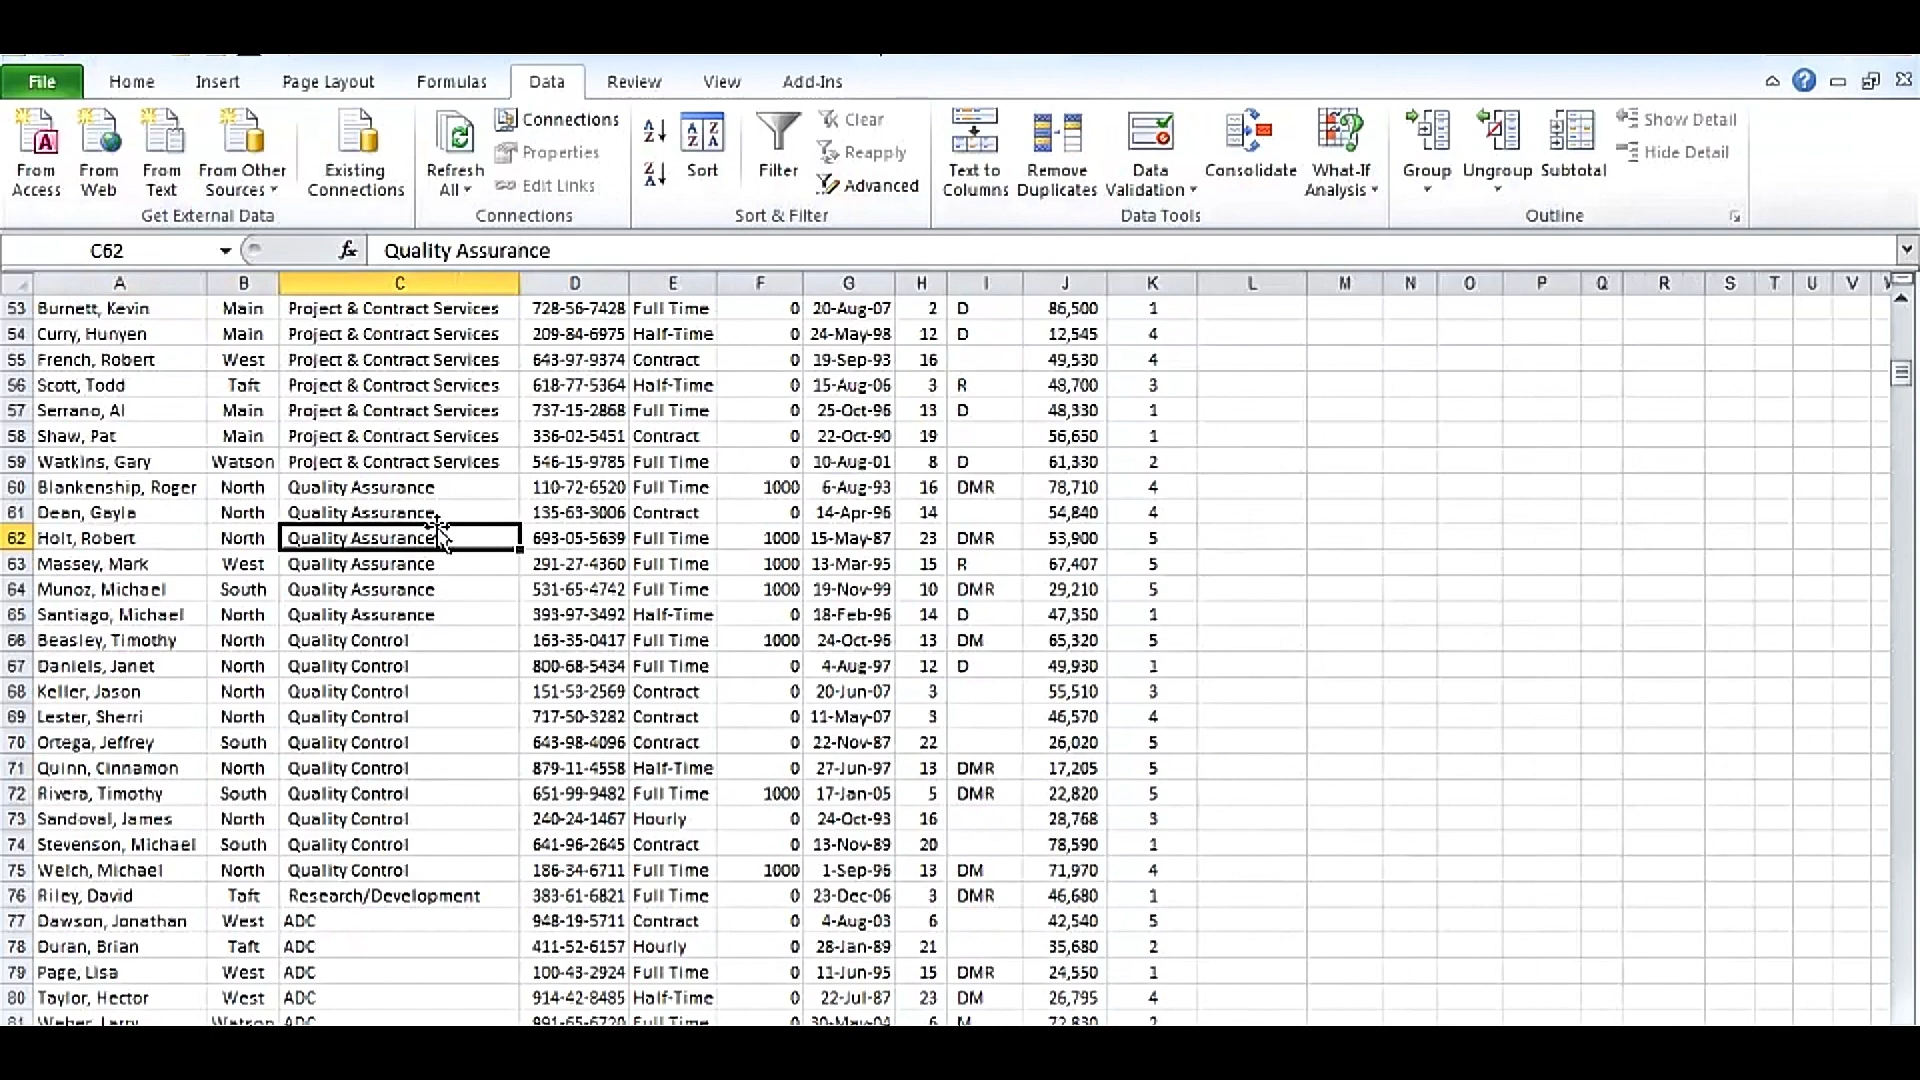 File Home Insert Page Layout Formulas Data Review View Add-Ins
From Access From Web From Text From Other Sources Existing Connections Refresh All Connections Properties Edit Links Sort Filter Clear Reapply Advanced Text to Columns Remove Duplicates Data Validation Consolidate What-If Analysis Group Ungroup Subtotal Show Detail Hide Detail
Get External Data Connections Sort & Filter Data Tools Outline
C62 fx Quality Assurance
A B C D E F G H I J K L M N O P Q R S T U V
53 Burnett, Kevin Main Project & Contract Services 728-56-7428 Full Time 0 20-Aug-07 2 D 86,500 1
54 Curry, Hunyen Main Project & Contract Services 209-84-6975 Half-Time 0 24-May-98 12 D 12,545 4
55 French, Robert West Project & Contract Services 643-97-9374 Contract 0 19-Sep-93 16 49,530 4
56 Scott, Todd Taft Project & Contract Services 618-77-5364 Half-Time 0 15-Aug-06 3 R 48,700 3
57 Serrano, Al Main Project & Contract Services 737-15-2868 Full Time 0 25-Oct-96 13 D 48,330 1
58 Shaw, Pat Main Project & Contract Services 336-02-5451 Contract 0 22-Oct-90 19 56,650 1
59 Watkins, Gary Watson Project & Contract Services 546-15-9785 Full Time 0 10-Aug-01 8 D 61,330 2
60 Blankenship, Roger North Quality Assurance 110-72-6520 Full Time 1000 6-Aug-93 16 DMR 78,710 4
61 Dean, Gayla North Quality Assurance 135-63-3006 Contract 0 14-Apr-96 14 54,840 4
62 Holt, Robert North Quality Assurance 693-05-5639 Full Time 1000 15-May-87 23 DMR 53,900 5
63 Massey, Mark West Quality Assurance 291-27-4360 Full Time 1000 13-Mar-95 15 R 67,407 5
64 Munoz, Michael South Quality Assurance 531-65-4742 Full Time 1000 19-Nov-99 10 DMR 29,210 5
65 Santiago, Michael North Quality Assurance 393-97-3492 Half-Time 0 18-Feb-96 14 D 47,350 1
66 Beasley, Timothy North Quality Control 163-35-0417 Full Time 1000 24-Oct-96 13 DM 65,320 5
67 Daniels, Janet North Quality Control 800-68-5434 Full Time 0 4-Aug-97 12 D 49,930 1
68 Keller, Jason North Quality Control 151-53-2569 Contract 0 20-Jun-07 3 55,510 3
69 Lester, Sherri North Quality Control 717-50-3282 Contract 0 11-May-07 3 46,570 4
70 Ortega, Jeffrey South Quality Control 643-98-4096 Contract 0 22-Nov-87 22 26,020 5
71 Quinn, Cinnamon North Quality Control 879-11-4558 Half-Time 0 27-Jun-97 13 DMR 17,205 5
72 Rivera, Timothy South Quality Control 651-99-9482 Full Time 1000 17-Jan-05 5 DMR 22,820 5
73 Sandoval, James North Quality Control 240-24-1467 Hourly 0 24-Oct-93 16 28,768 3
74 Stevenson, Michael South Quality Control 641-96-2645 Contract 0 13-Nov-89 20 78,590 1
75 Welch, Michael North Quality Control 186-34-6711 Full Time 1000 1-Sep-96 13 DM 71,970 4
76 Riley, David Taft Research/Development 383-61-6821 Full Time 0 23-Dec-06 3 DMR 46,680 1
77 Dawson, Jonathan West ADC 948-19-5711 Contract 0 4-Aug-03 6 42,540 5
78 Duran, Brian Taft ADC 411-52-6157 Hourly 0 28-Jan-89 21 35,680 2
79 Page, Lisa West ADC 100-43-2924 Full Time 0 11-Jun-95 15 DMR 24,550 1
80 Taylor, Hector West ADC 914-42-8485 Half-Time 0 22-Jul-87 23 DM 26,795 4